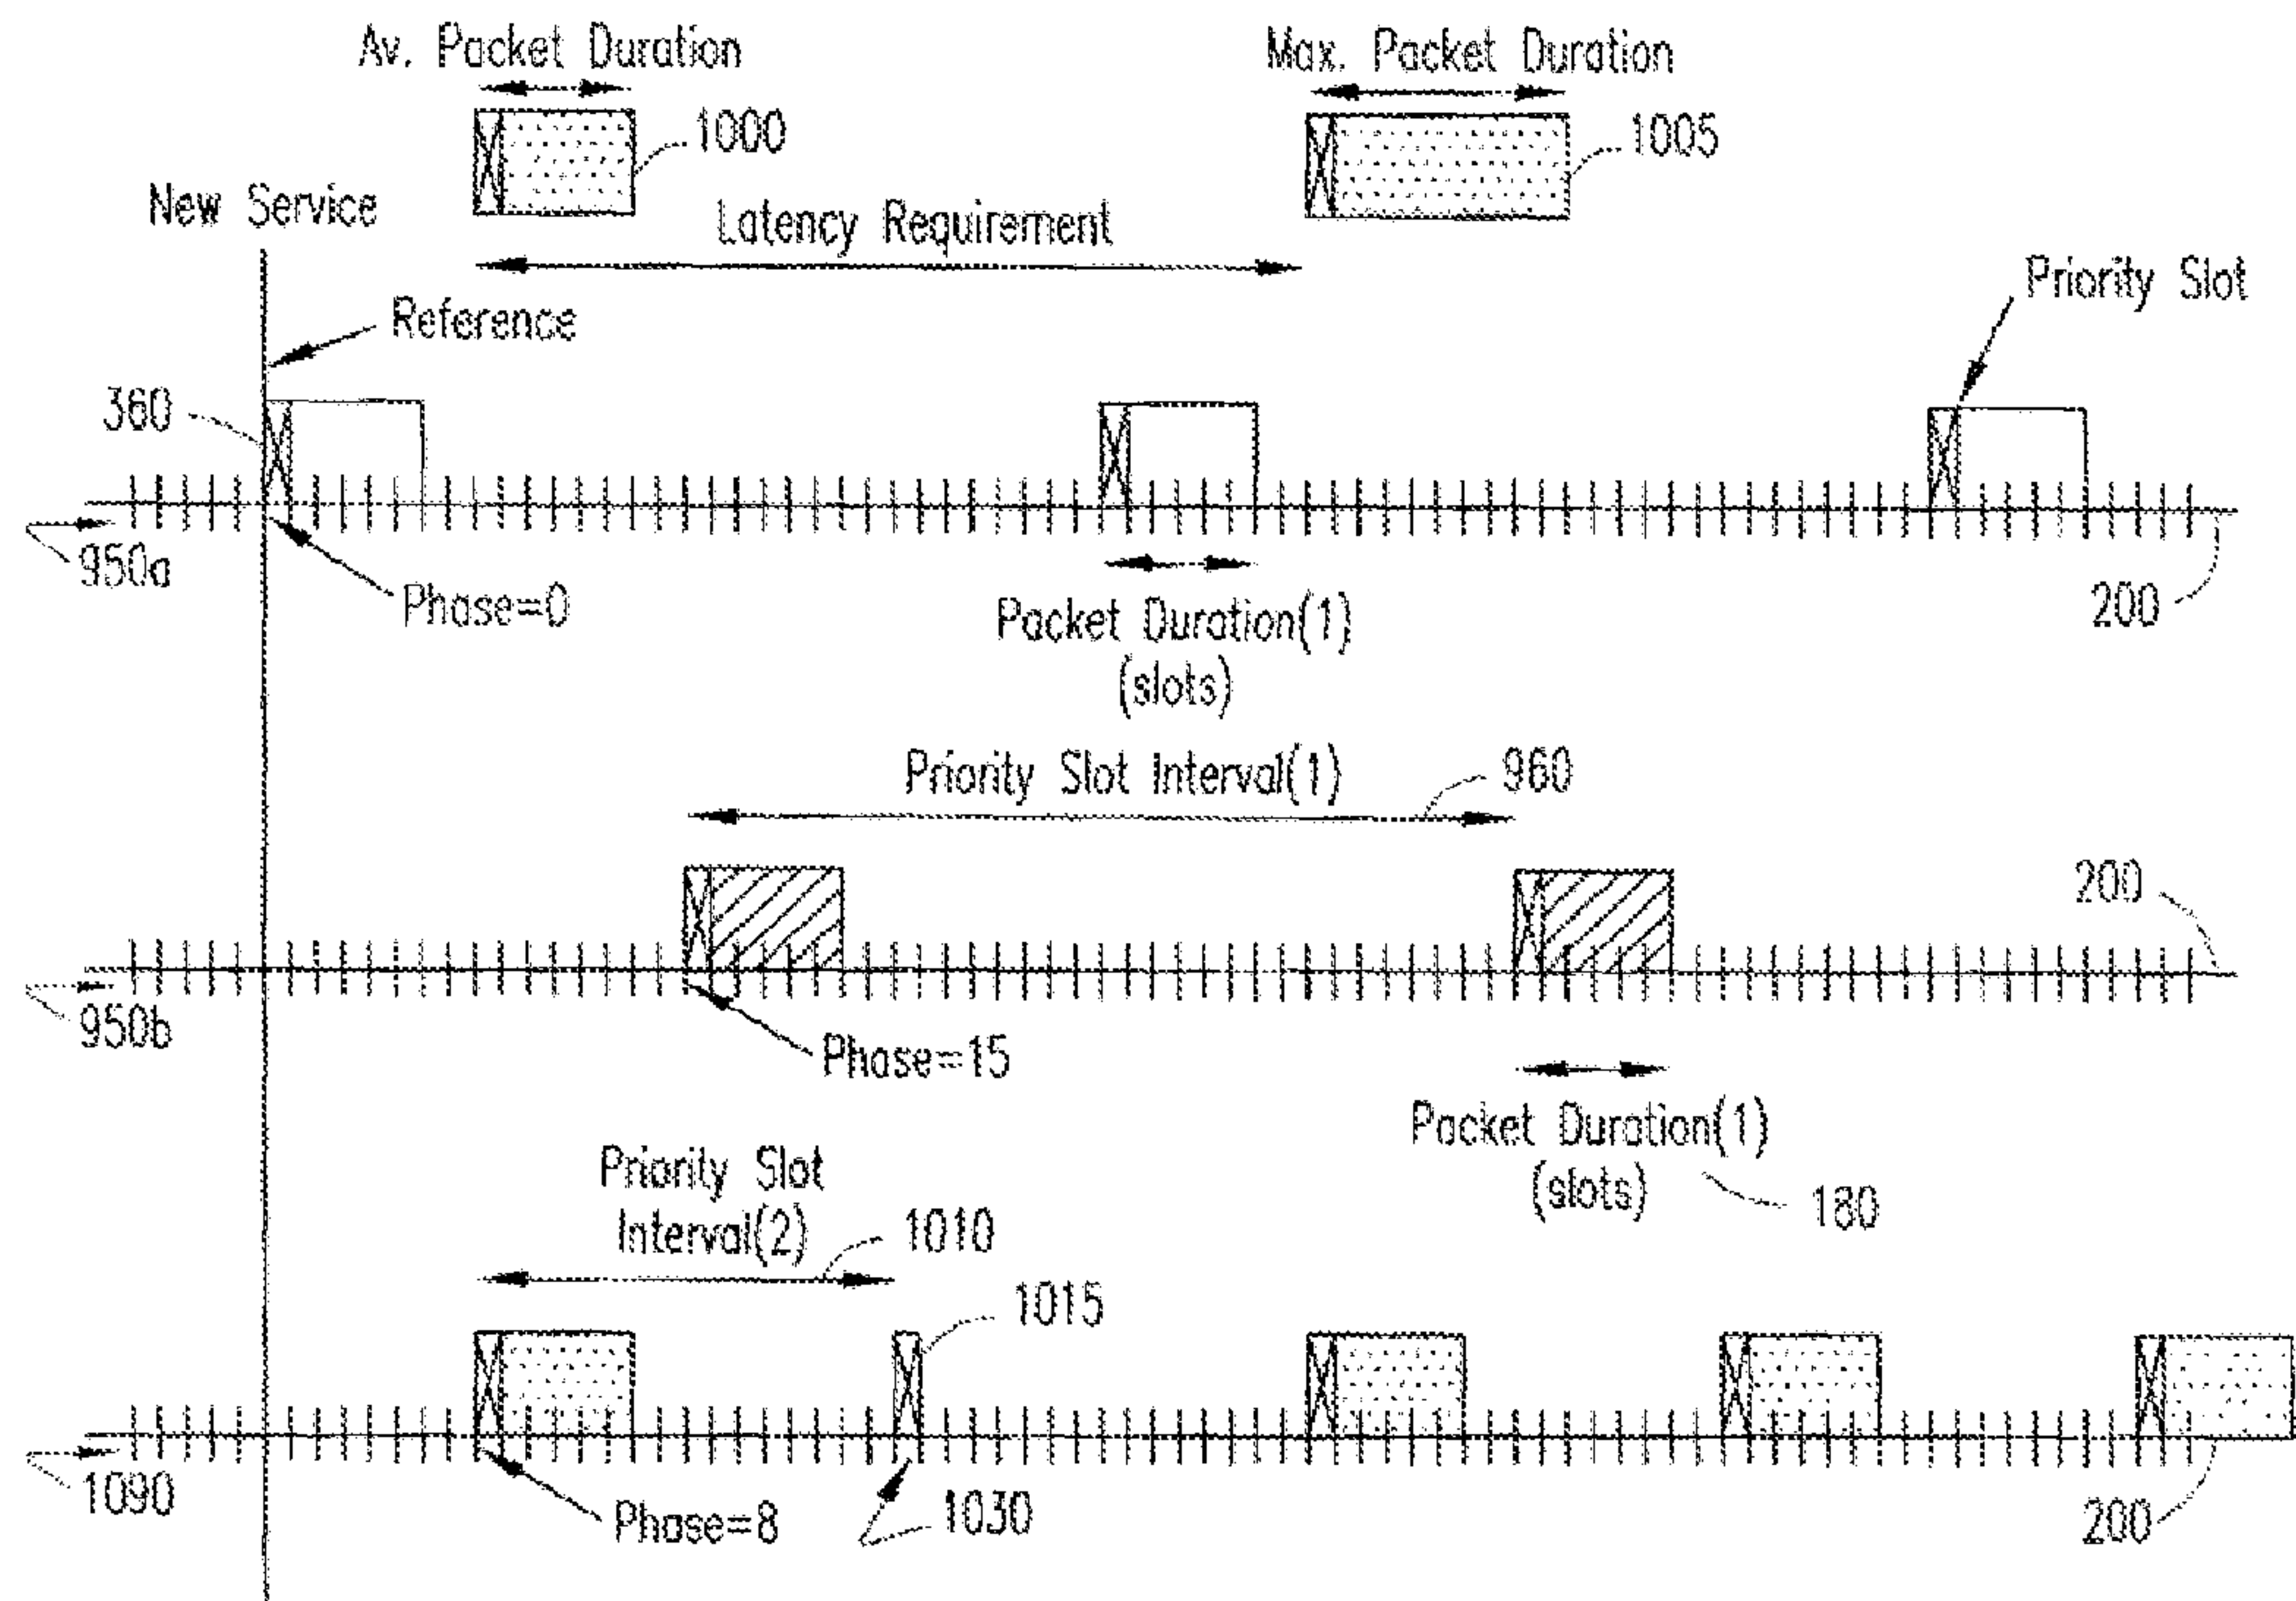 Av. Packet Duration
Max. Packet Duration
1000
1005
New Service
Latency Requirement
Priority Slot
Reference
360
950a
Phase=0
Packet Duration(1)
(slots)
200
Priority Slot Interval(1)
960
200
950b
Phase=15
Packet Duration(1)
(slots)
180
Priority Slot
Interval(2)
1010
1015
1090
Phase=8
1030
200